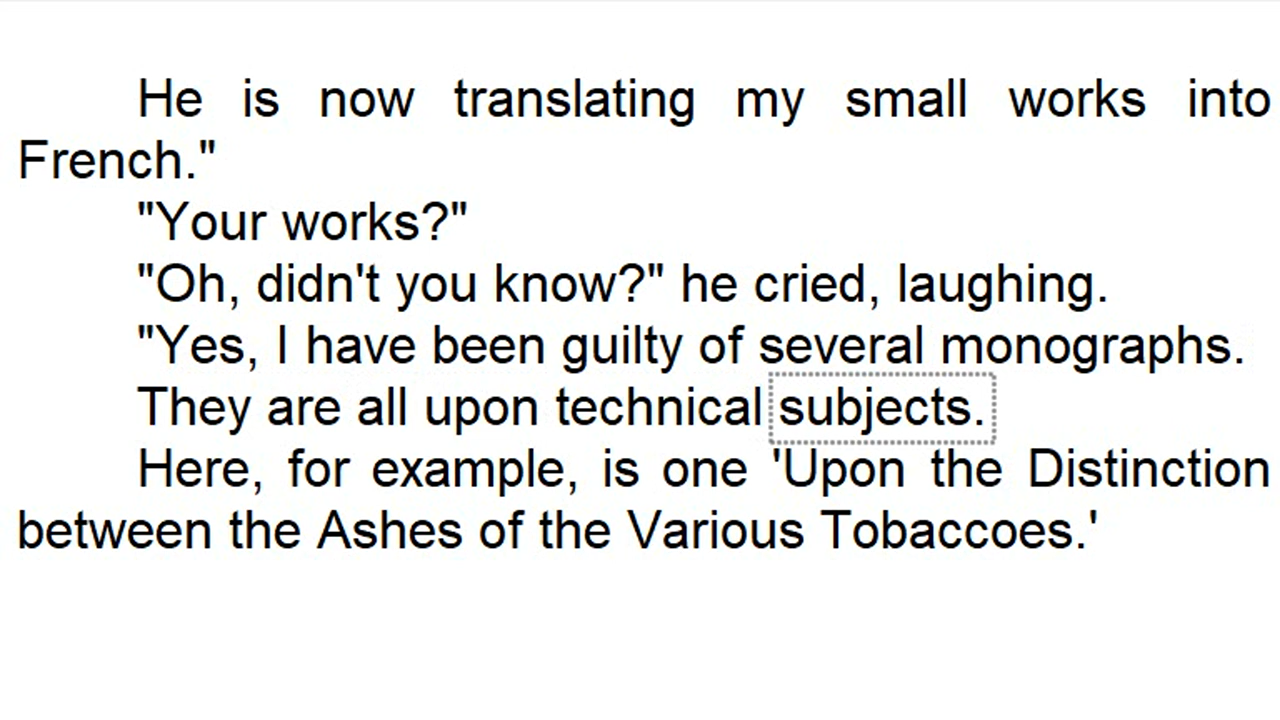 He is now translating my small works into
French."
"Your works?"
"Oh, didn't you know?" he cried, laughing.
"Yes, I have been guilty of several monographs.
They are all upon technical subjects.
Here, for example, is one 'Upon the Distinction
between the Ashes of the Various Tobaccoes.'